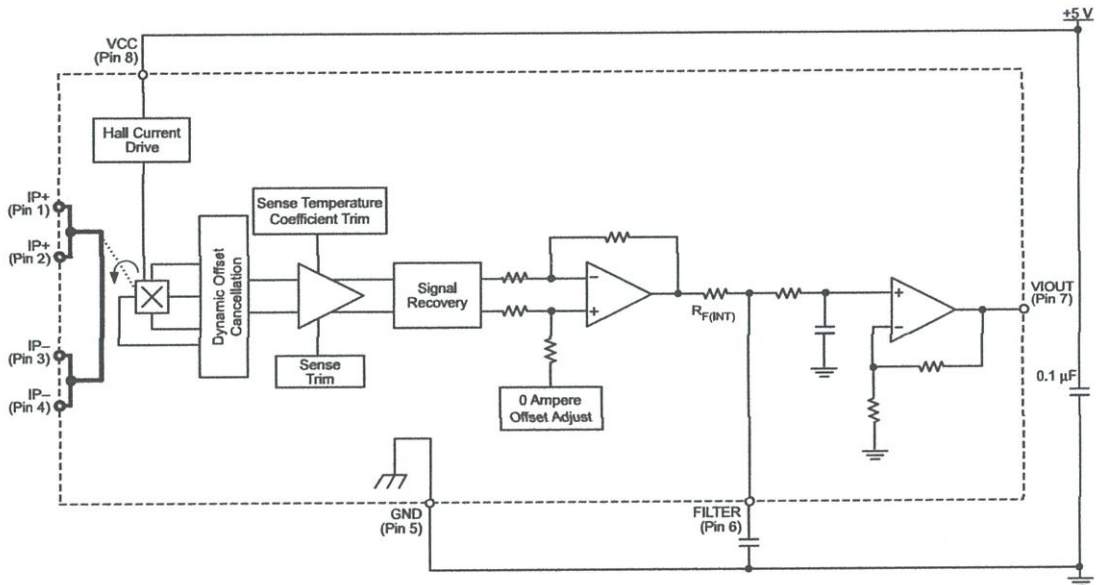 +5 V
VCC
(Pin 8)
Hall Current
Drive
IP+
(Pin 1)
IP+
(Pin 2)
IP−
(Pin 3)
IP−
(Pin 4)
Dynamic Offset
Cancellation
Sense Temperature
Coefficient Trim
Sense
Trim
Signal
Recovery
0 Ampere
Offset Adjust
−
+
RF(INT)
+
−
VIOUT
(Pin 7)
0.1 µF
GND
(Pin 5)
FILTER
(Pin 6)